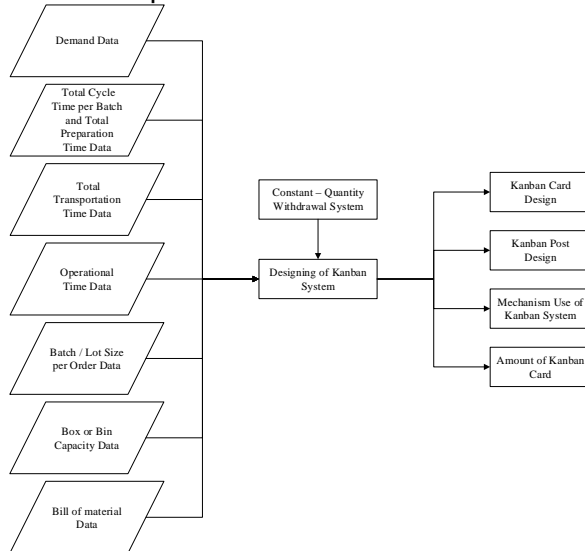 Demand Data
Total Cycle
Time per Batch
and Total
Preparation
Time Data
Total
Transportation
Time Data
Operational
Time Data
Batch / Lot Size
per Order Data
Box or Bin
Capacity Data
Bill of material
Data
Constant – Quantity
Withdrawal System
Designing of Kanban
System
Kanban Card
Design
Kanban Post
Design
Mechanism Use of
Kanban System
Amount of Kanban
Card